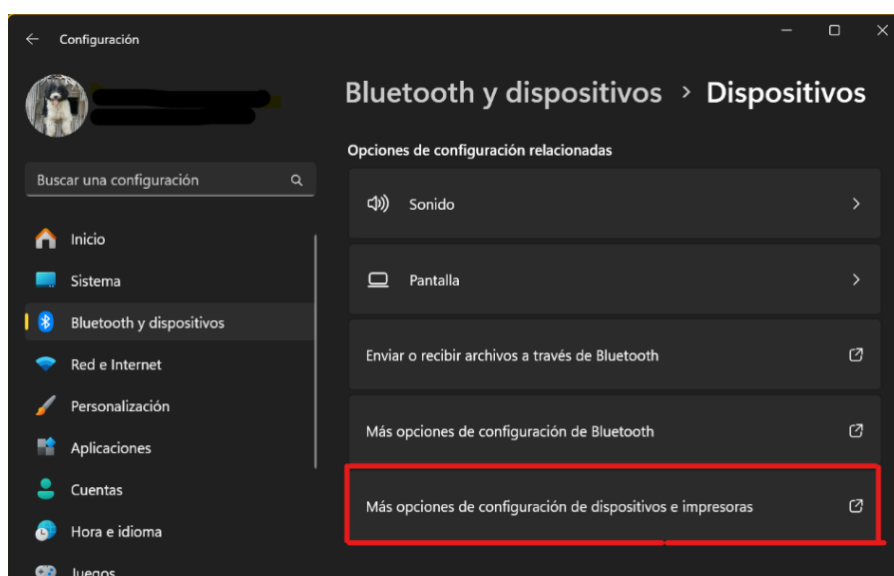 Configuración
Bluetooth y dispositivos > Dispositivos
Opciones de configuración relacionadas
Buscar una configuración
Sonido
Inicio
Pantalla
Sistema
Bluetooth y dispositivos
Enviar o recibir archivos a través de Bluetooth
Red e Internet
Personalización
Más opciones de configuración de Bluetooth
Aplicaciones
Cuentas
Más opciones de configuración de dispositivos e impresoras
Hora e idioma
Juegos